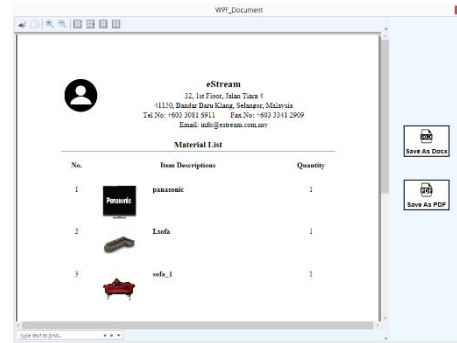 WPF_Document
eStream
32, 1st Floor, Jalan Tiara 4
41150, Bandar Baru Klang, Selangor, Malaysia
Tel No: +603 3081 6911 Fax No: +603 3341 2909
Email: info@estream.com.my
Material List
No. Item Descriptions Quantity
1 Panasonic panasonic 1
2 Lsofa 1
3 sofa_1 1
DOCX
Save As Docx
PDF
Save As PDF
Type text to find...